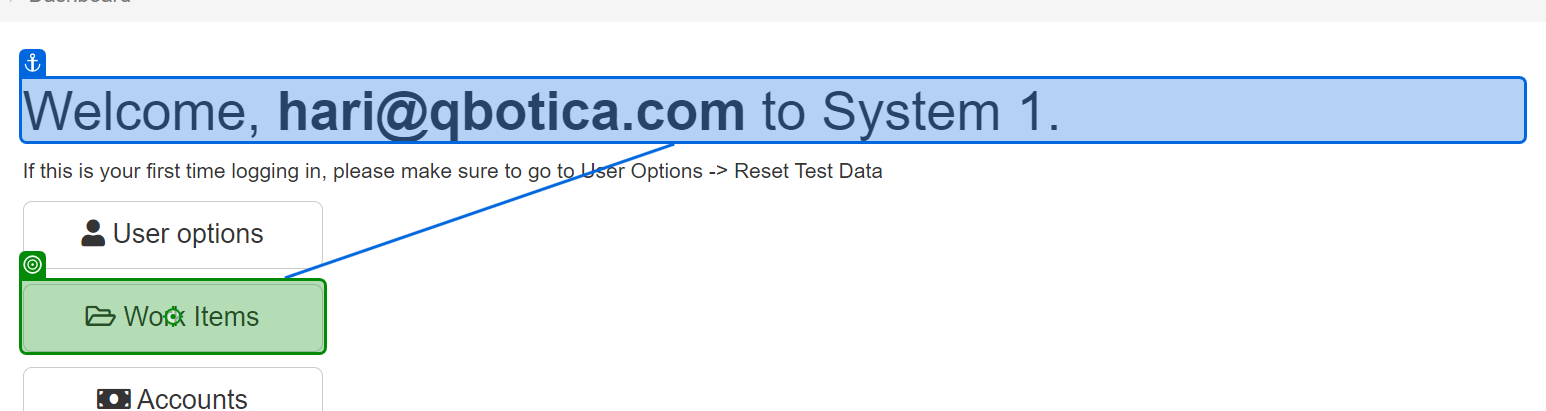 Dashboard
Welcome, hari@qbotica.com to System 1.
If this is your first time logging in, please make sure to go to User Options -> Reset Test Data
User options
Work Items
Accounts